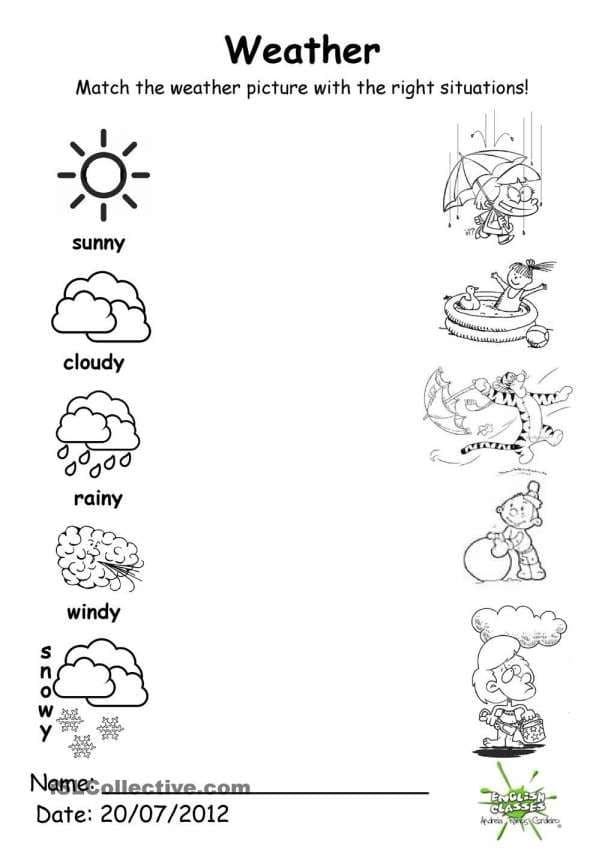 Weather
Match the weather picture with the right situations!
sunny
cloudy
rainy
windy
snowy
Name:
iSLCollective.com
Date: 20/07/2012
ENGLISH
CLASSES